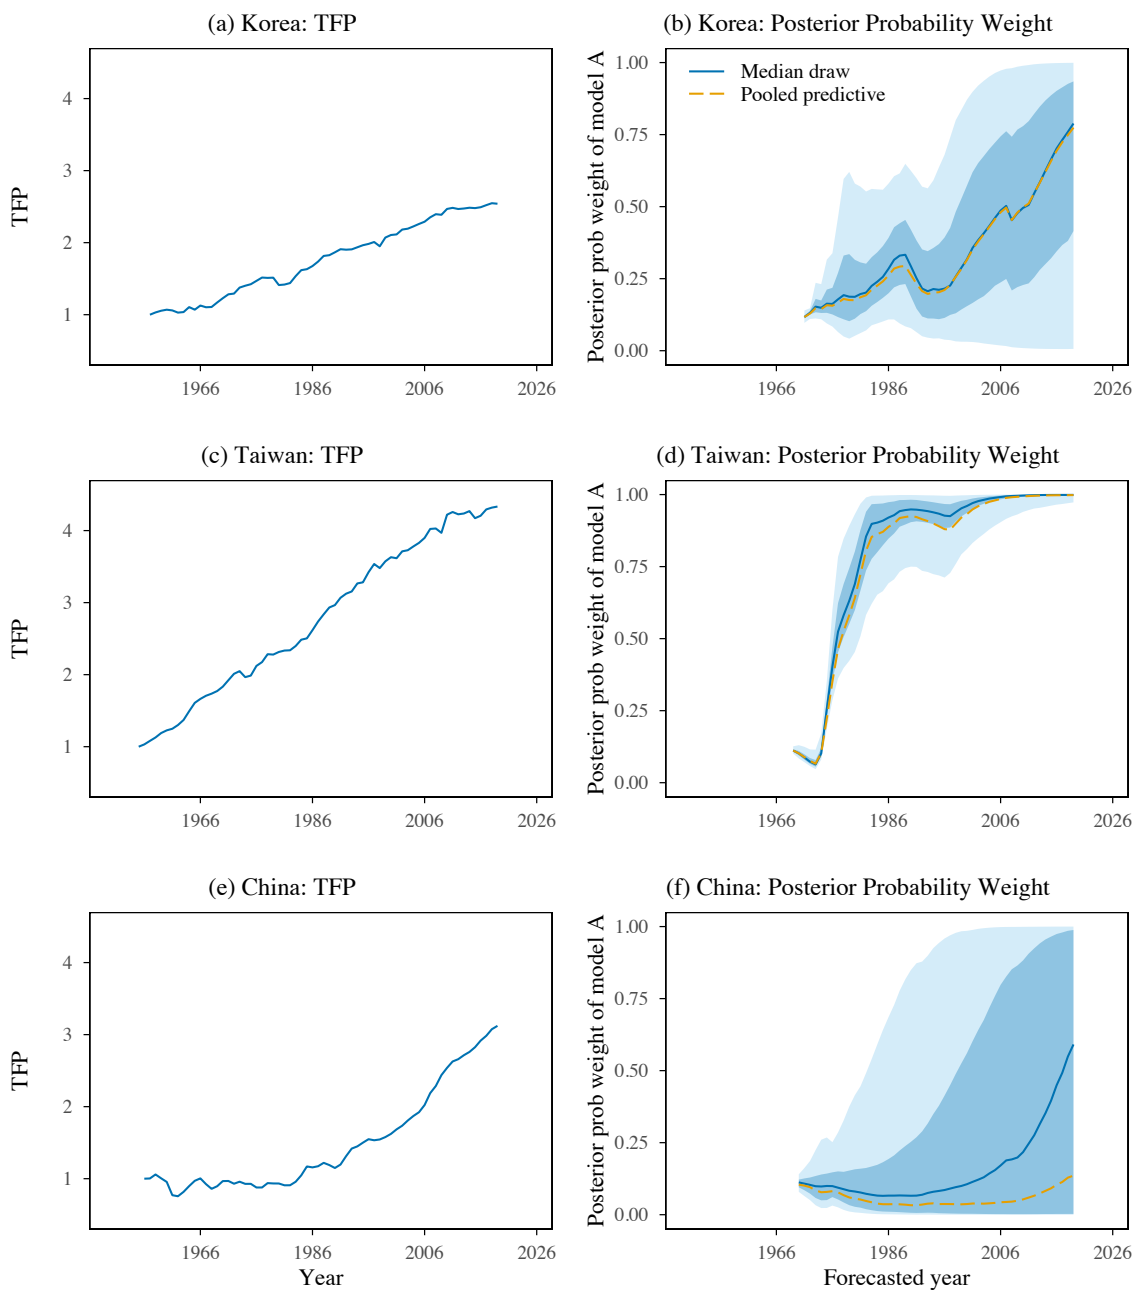 (a) Korea: TFP
TFP
4
3
2
1
1966 1986 2006 2026
(b) Korea: Posterior Probability Weight
Posterior prob weight of model A
1.00
0.75
0.50
0.25
0.00
Median draw
Pooled predictive
1966 1986 2006 2026
(c) Taiwan: TFP
TFP
4
3
2
1
1966 1986 2006 2026
(d) Taiwan: Posterior Probability Weight
Posterior prob weight of model A
1.00
0.75
0.50
0.25
0.00
1966 1986 2006 2026
(e) China: TFP
TFP
4
3
2
1
1966 1986 2006 2026
Year
(f) China: Posterior Probability Weight
Posterior prob weight of model A
1.00
0.75
0.50
0.25
0.00
1966 1986 2006 2026
Forecasted year